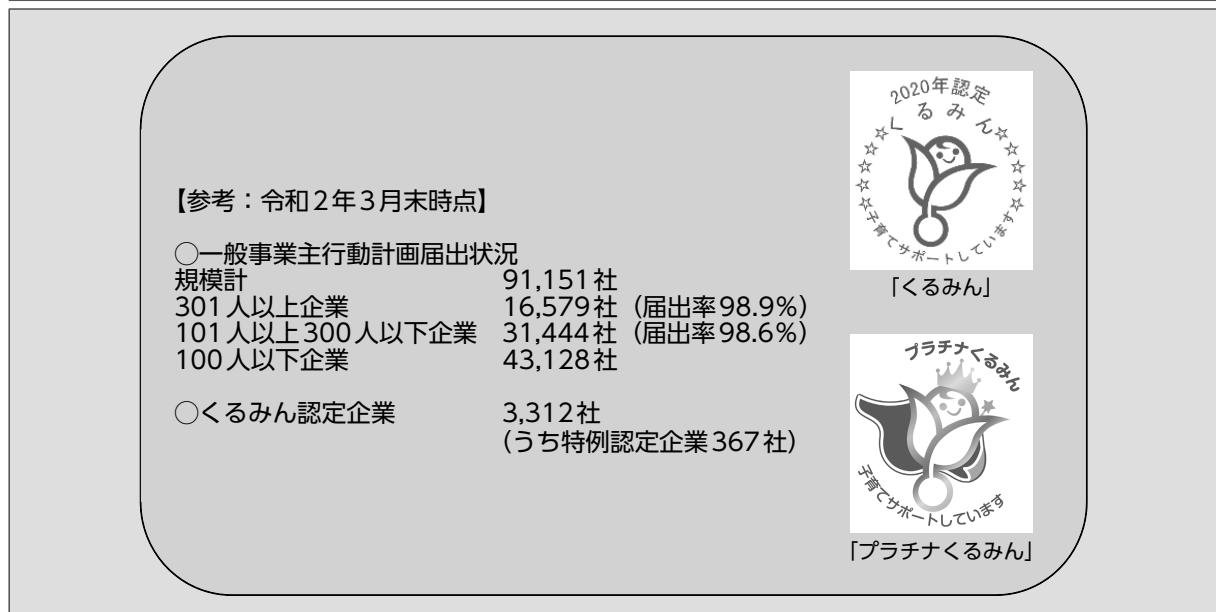 【参考：令和2年3月末時点】
○一般事業主行動計画届出状況
規模計 91,151社
301人以上企業 16,579社（届出率98.9%）
101人以上300人以下企業 31,444社（届出率98.6%）
100人以下企業 43,128社
○くるみん認定企業 3,312社
（うち特例認定企業367社）
2020年認定
くるみん
☆☆☆☆☆☆子育てサポートしています☆☆☆☆☆☆
「くるみん」
プラチナくるみん
子育てサポートしています
「プラチナくるみん」